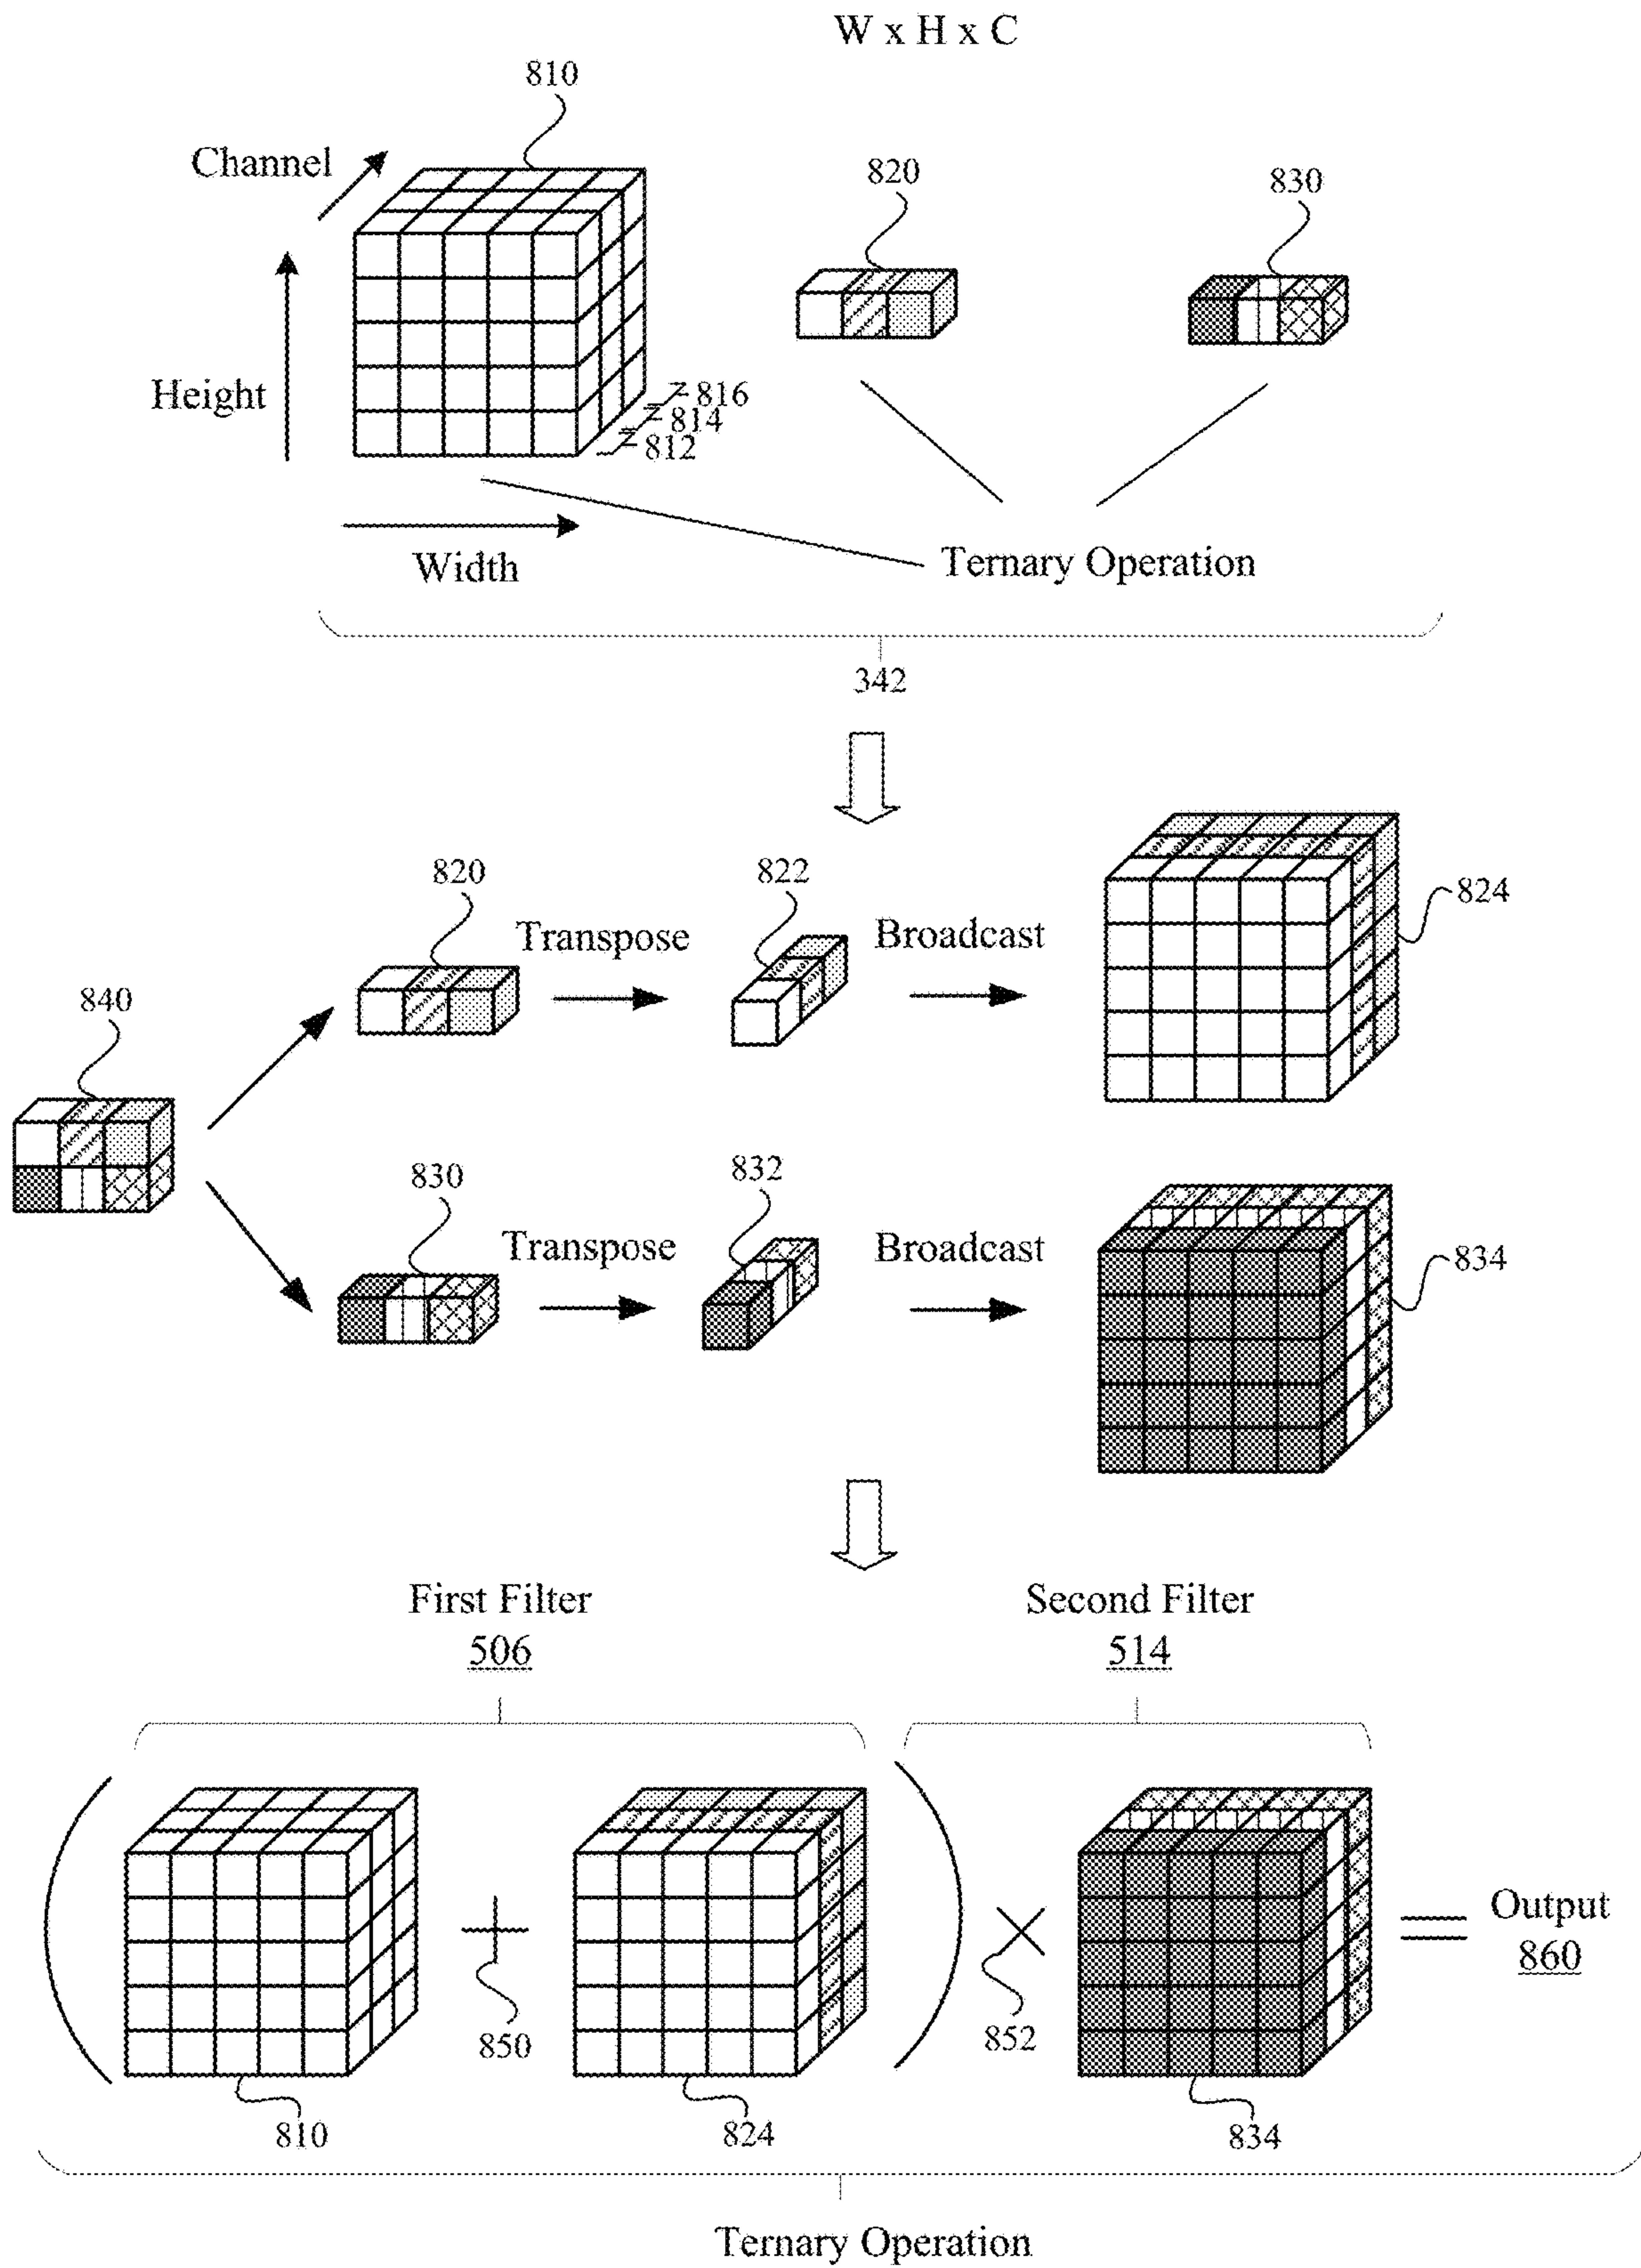 W x H x C
810
Channel
820
830
Height
816
814
812
Width
Ternary Operation
342
820
Transpose
822
Broadcast
824
840
830
Transpose
832
Broadcast
834
First Filter
506
Second Filter
514
+
×
=
Output
860
850
852
810
824
834
Ternary Operation